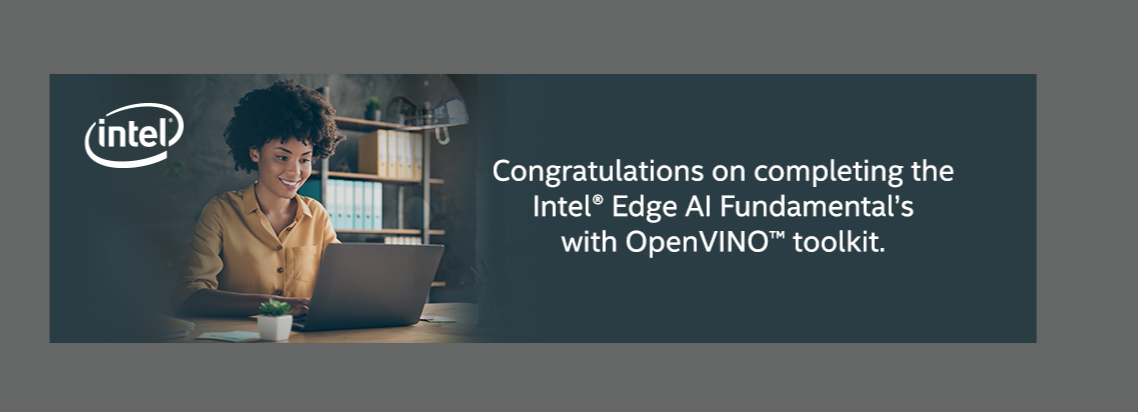 intel®
Congratulations on completing the
Intel® Edge AI Fundamental's
with OpenVINO™ toolkit.